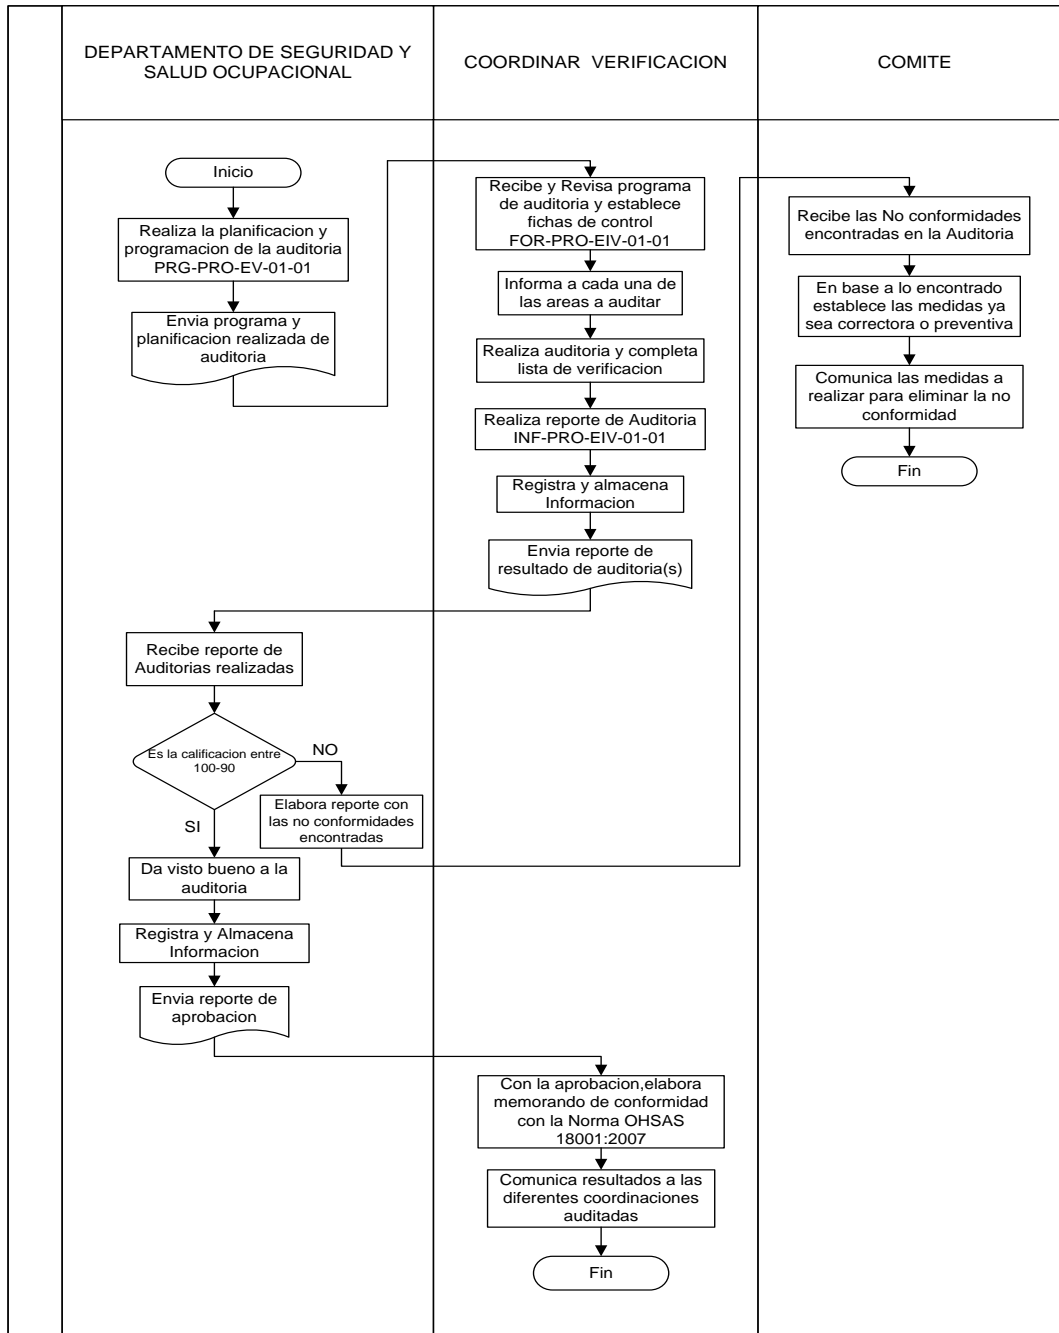 DEPARTAMENTO DE SEGURIDAD Y
SALUD OCUPACIONAL
COORDINAR VERIFICACION
COMITE
Inicio
Realiza la planificacion y
programacion de la auditoria
PRG-PRO-EV-01-01
Envia programa y
planificacion realizada de
auditoria
Recibe y Revisa programa
de auditoria y establece
fichas de control
FOR-PRO-EIV-01-01
Informa a cada una de
las areas a auditar
Realiza auditoria y completa
lista de verificacion
Realiza reporte de Auditoria
INF-PRO-EIV-01-01
Registra y almacena
Informacion
Envia reporte de
resultado de auditoria(s)
Recibe las No conformidades
encontradas en la Auditoria
En base a lo encontrado
establece las medidas ya
sea correctora o preventiva
Comunica las medidas a
realizar para eliminar la no
conformidad
Fin
Recibe reporte de
Auditorias realizadas
Es la calificacion entre
100-90
NO
SI
Elabora reporte con
las no conformidades
encontradas
Da visto bueno a la
auditoria
Registra y Almacena
Informacion
Envia reporte de
aprobacion
Con la aprobacion,elabora
memorando de conformidad
con la Norma OHSAS
18001:2007
Comunica resultados a las
diferentes coordinaciones
auditadas
Fin